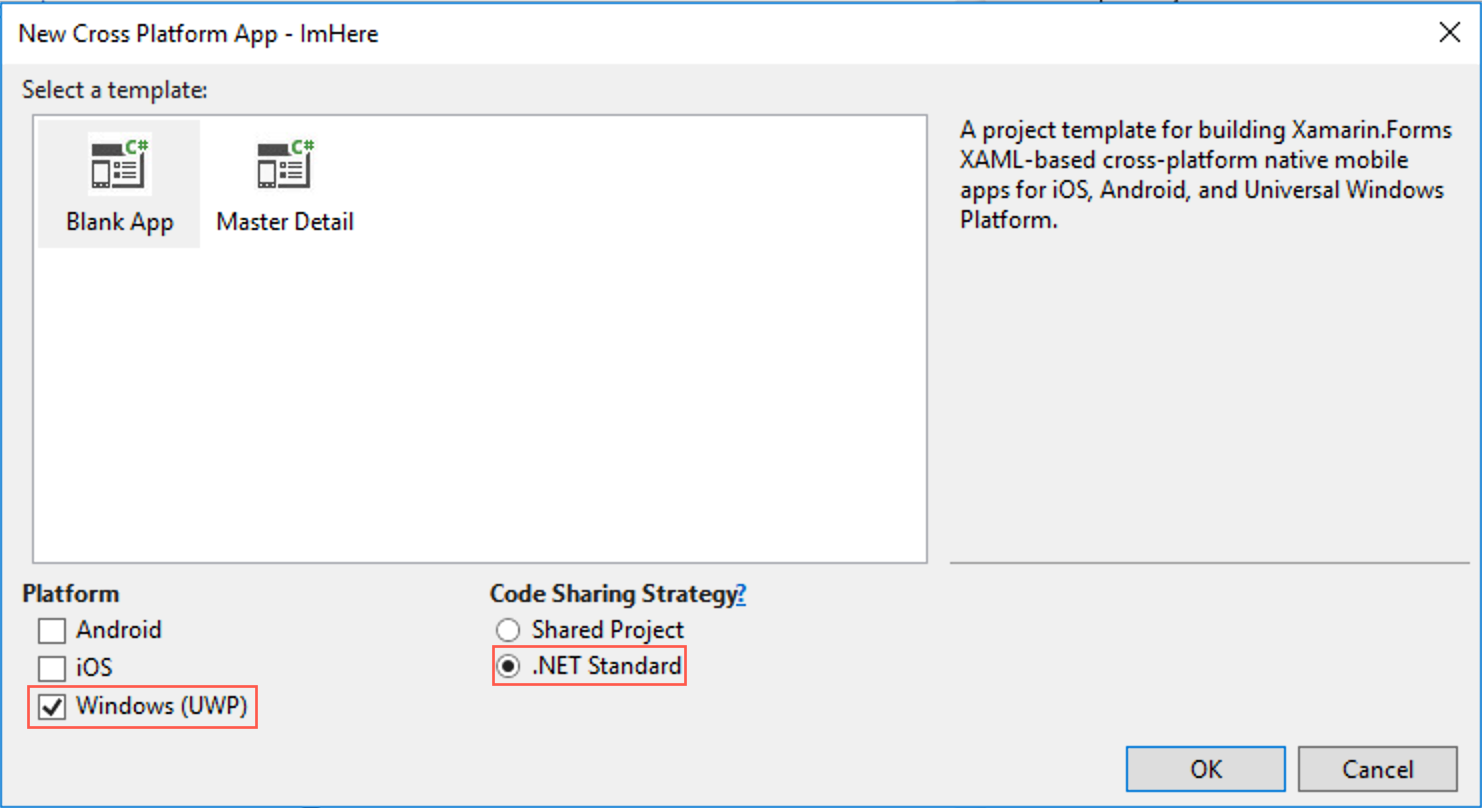 New Cross Platform App - ImHere
Select a template:
C#
Blank App
C#
Master Detail
A project template for building Xamarin.Forms
XAML-based cross-platform native mobile
apps for iOS, Android, and Universal Windows
Platform.
Platform
Android
iOS
Windows (UWP)
Code Sharing Strategy?
Shared Project
.NET Standard
OK
Cancel